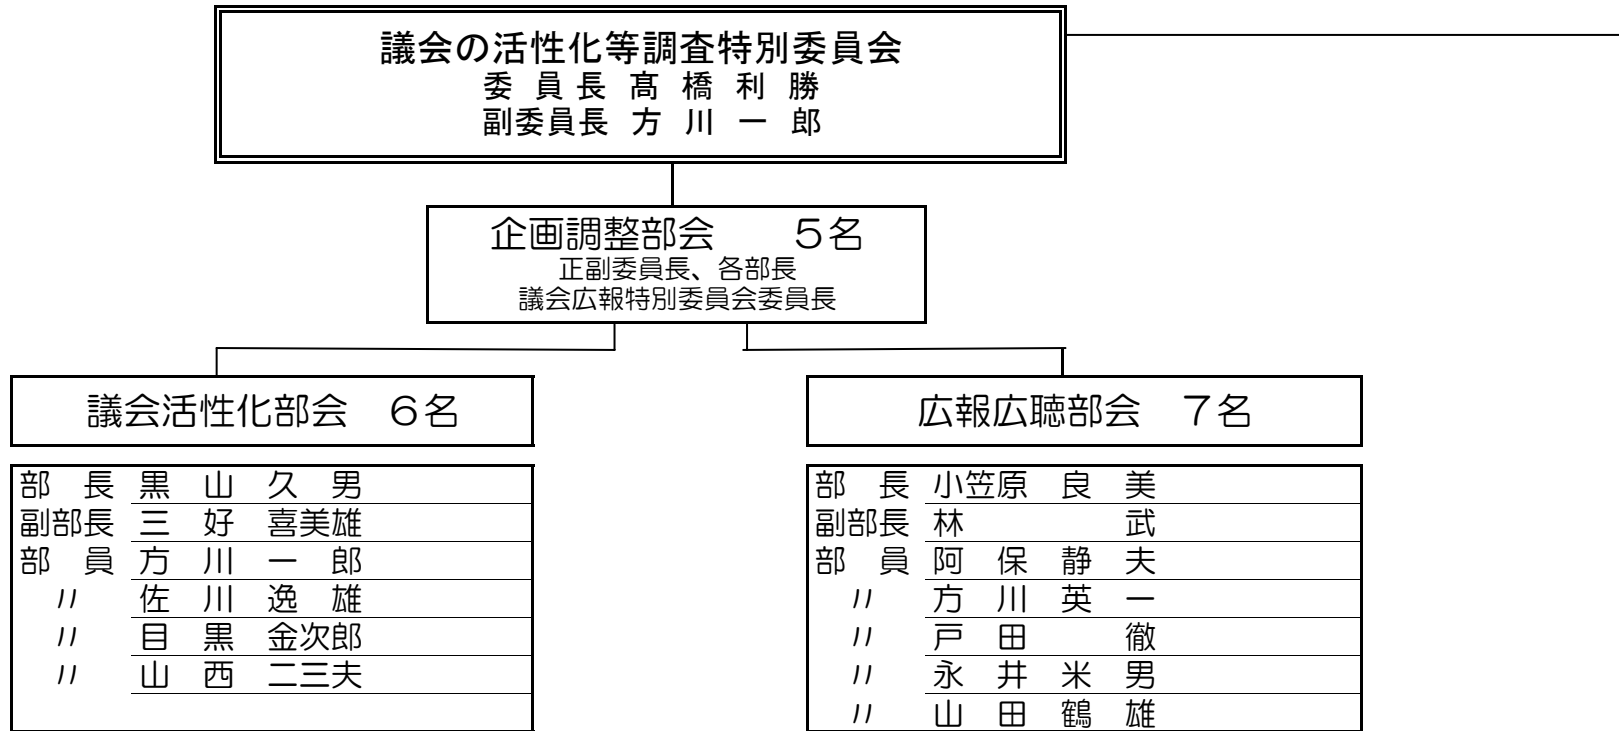 議会の活性化等調査特別委員会
委員長 髙橋利勝
副委員長 方川一郎
企画調整部会　５名
正副委員長、各部長
議会広報特別委員会委員長
議会活性化部会　６名
部長 黒山久男
副部長 三好喜美雄
部員 方川一郎
〃 佐川逸雄
〃 目黒金次郎
〃 山西二三夫
広報広聴部会　７名
部長 小笠原良美
副部長 林武
部員 阿保静夫
〃 方川英一
〃 戸田徹
〃 永井米男
〃 山田鶴雄